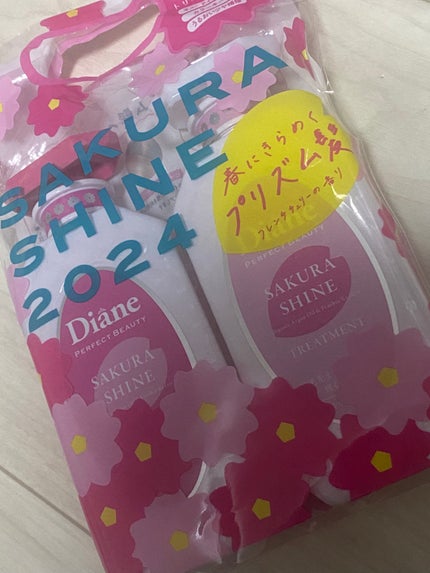 SAKURA
SHINE
2024
春にきらめく
プリズム髪
フレンチチェリーの香り
Diane
PERFECT BEAUTY
SAKURA
SHINE
TREATMENT
Diane
PERFECT BEAUTY
SAKURA
SHINE